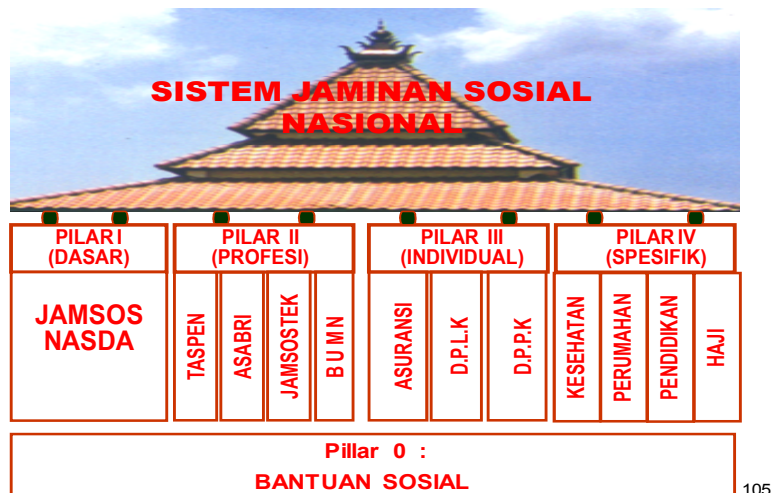 SISTEM JAMINAN SOSIAL
NASIONAL
PILAR I
(DASAR)
PILAR II
(PROFESI)
PILAR III
(INDIVIDUAL)
PILAR IV
(SPESIFIK)
JAMSOS
NASDA
TASPEN
ASABRI
JAMSOSTEK
B U M N
ASURANSI
D.P.L.K
D.P.P.K
KESEHATAN
PERUMAHAN
PENDIDIKAN
HAJI
Pillar 0 :
BANTUAN SOSIAL
105